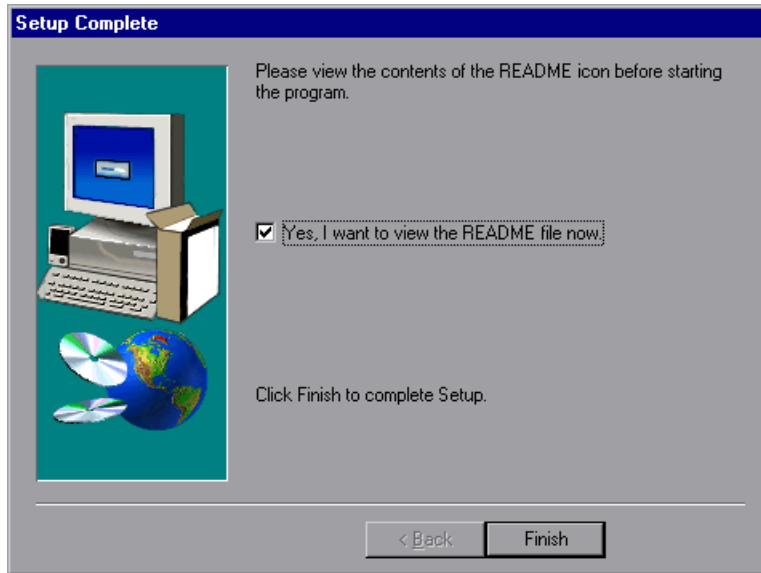 Setup Complete
Please view the contents of the README icon before starting
the program.
Yes, I want to view the README file now.
Click Finish to complete Setup.
< Back
Finish